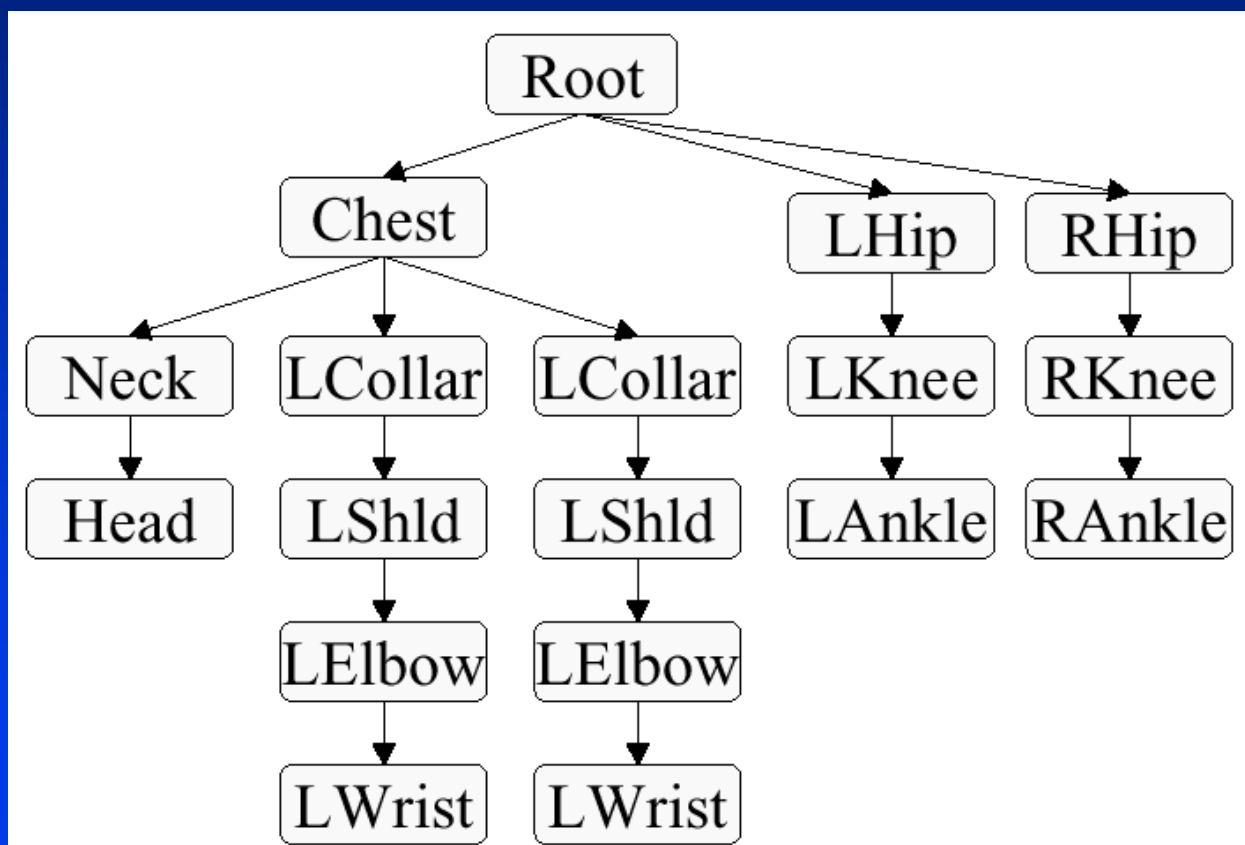 Root
Chest
LHip
RHip
Neck
LCollar
LCollar
LKnee
RKnee
Head
LShld
LShld
LAnkle
RAnkle
LElbow
LElbow
LWrist
LWrist